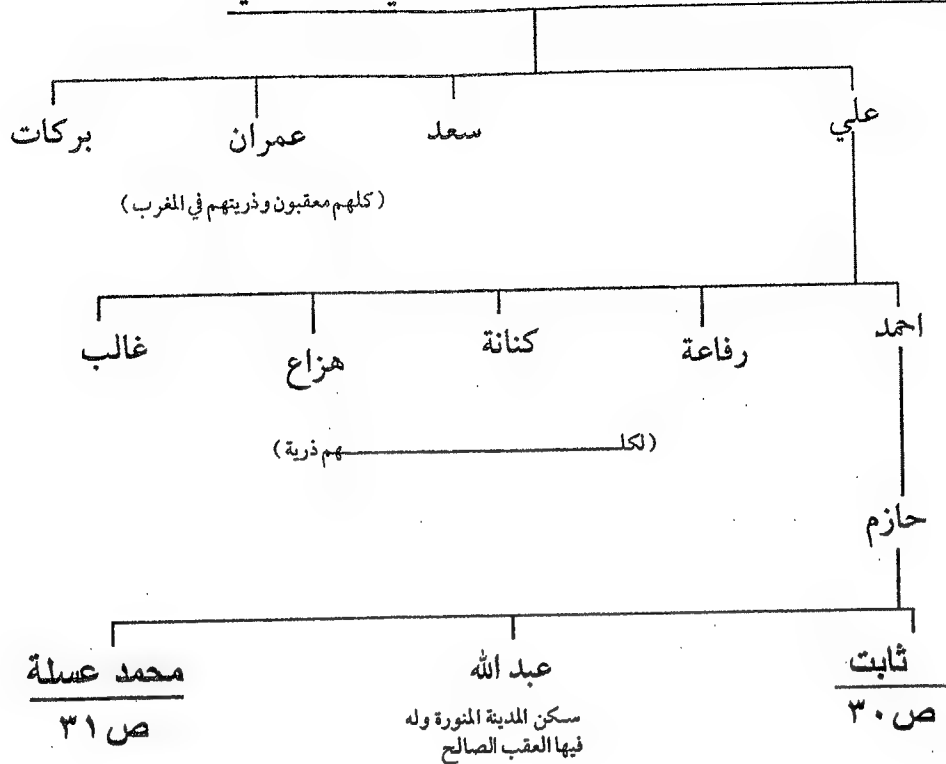 علي سعد عمران بركات
(كلهم معقبون وذريتهم في المغرب)
احمد رفاعة كنانة هزاع غالب
(لكلهم ذرية)
حازم
ثابت عبد الله محمد عسلة
ص ٣٠ ص ٣١
سكن المدينة المنورة وله
فيها العقب الصالح